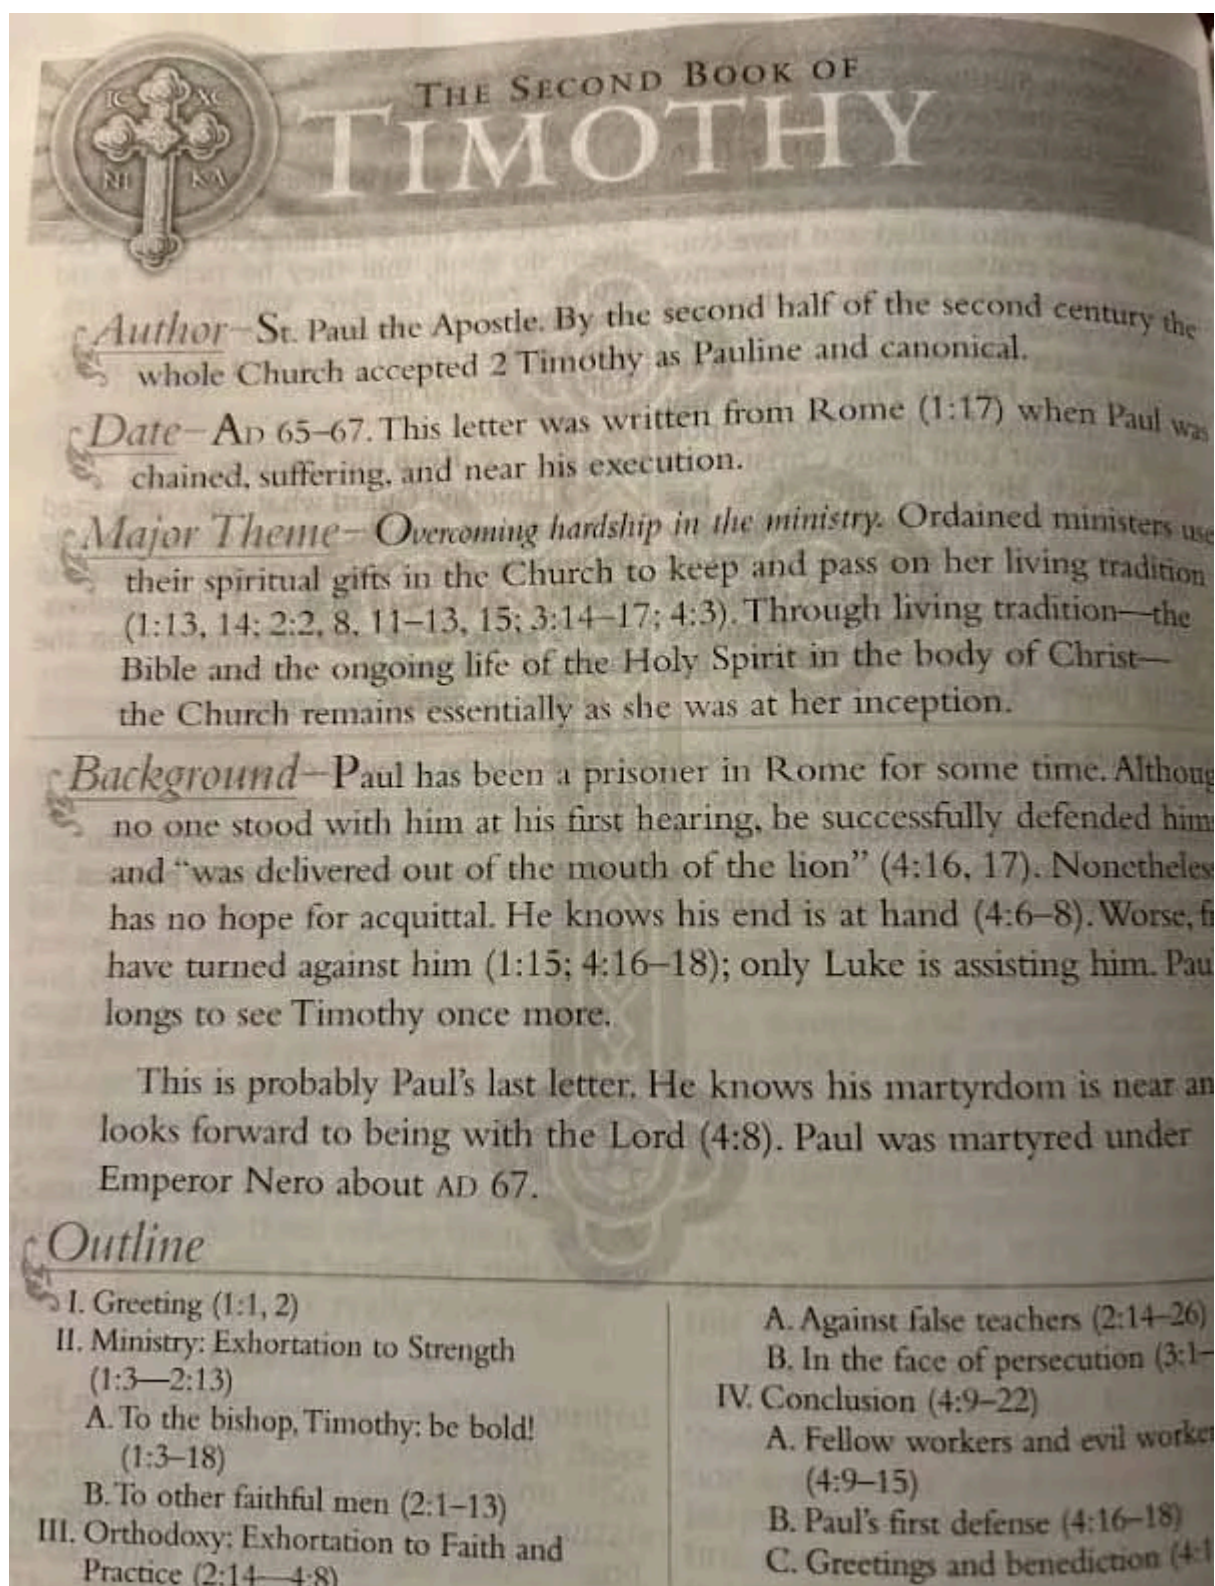 IC XC
NI KA
THE SECOND BOOK OF
TIMOTHY
Author—St. Paul the Apostle. By the second half of the second century the
whole Church accepted 2 Timothy as Pauline and canonical.
Date—AD 65–67. This letter was written from Rome (1:17) when Paul was
chained, suffering, and near his execution.
Major Theme—Overcoming hardship in the ministry. Ordained ministers use
their spiritual gifts in the Church to keep and pass on her living tradition
(1:13, 14; 2:2, 8, 11–13, 15; 3:14–17; 4:3). Through living tradition—the
Bible and the ongoing life of the Holy Spirit in the body of Christ—
the Church remains essentially as she was at her inception.
Background—Paul has been a prisoner in Rome for some time. Althoug
no one stood with him at his first hearing, he successfully defended him
and “was delivered out of the mouth of the lion” (4:16, 17). Nonetheles
has no hope for acquittal. He knows his end is at hand (4:6–8). Worse, fr
have turned against him (1:15; 4:16–18); only Luke is assisting him. Pau
longs to see Timothy once more.
This is probably Paul’s last letter. He knows his martyrdom is near an
looks forward to being with the Lord (4:8). Paul was martyred under
Emperor Nero about AD 67.
Outline
I. Greeting (1:1, 2)
II. Ministry: Exhortation to Strength
(1:3—2:13)
A. To the bishop, Timothy: be bold!
(1:3–18)
B. To other faithful men (2:1–13)
III. Orthodoxy: Exhortation to Faith and
Practice (2:14—4:8)
A. Against false teachers (2:14–26)
B. In the face of persecution (3:1–
IV. Conclusion (4:9–22)
A. Fellow workers and evil worker
(4:9–15)
B. Paul’s first defense (4:16–18)
C. Greetings and benediction (4:1